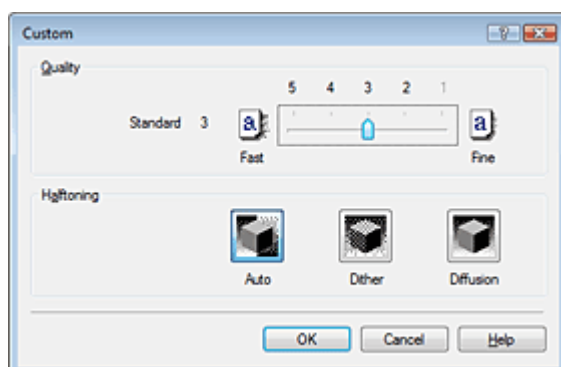 Custom
Quality
5 4 3 2 1
Standard 3 a a
Fast Fine
Halftoning
Auto Dither Diffusion
OK Cancel Help